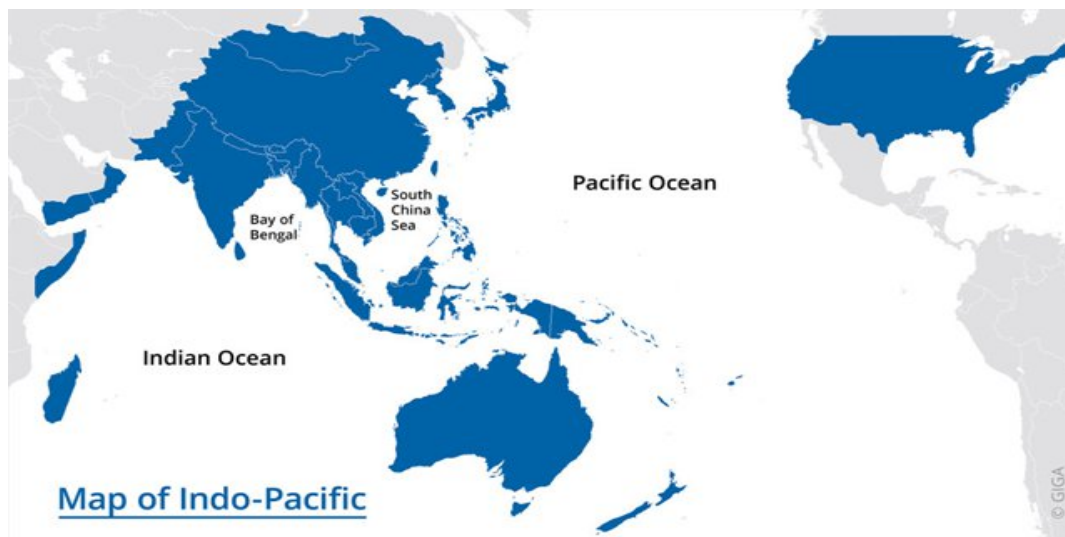 Pacific Ocean
South
China
Sea
Bay of
Bengal
Indian Ocean
Map of Indo-Pacific
© GIGA